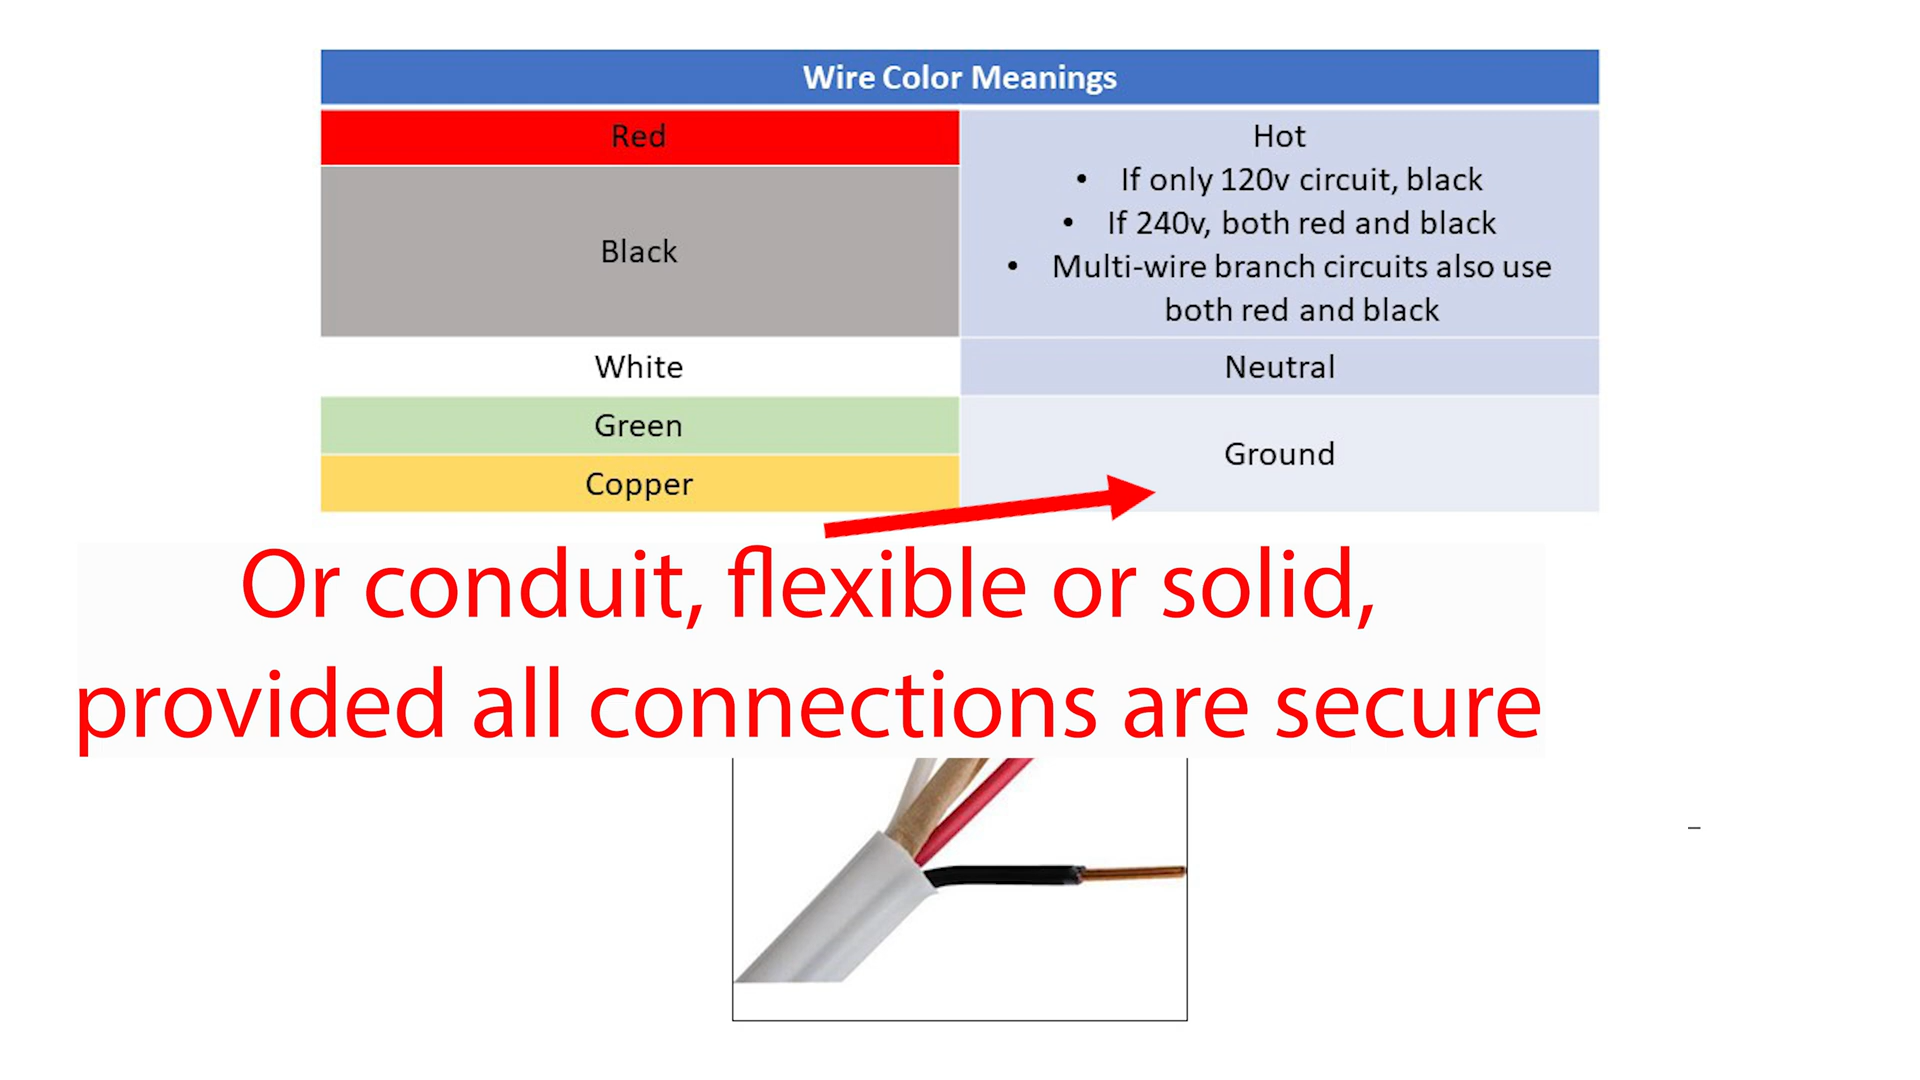 Wire Color Meanings
Red
Hot
• If only 120v circuit, black
• If 240v, both red and black
Black
• Multi-wire branch circuits also use
both red and black
White
Neutral
Green
Ground
Copper
Or conduit, flexible or solid,
provided all connections are secure